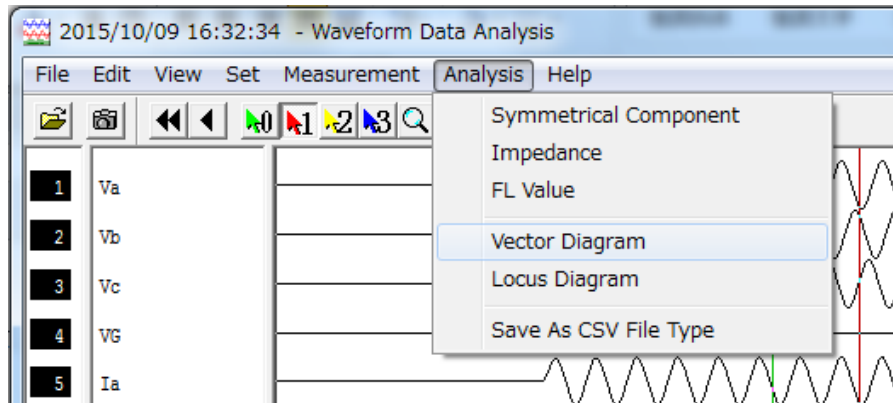 2015/10/09 16:32:34 - Waveform Data Analysis
File Edit View Set Measurement Analysis Help
0 1 2 3
Symmetrical Component
Impedance
FL Value
Vector Diagram
Locus Diagram
Save As CSV File Type
1 Va
2 Vb
3 Vc
4 VG
5 Ia